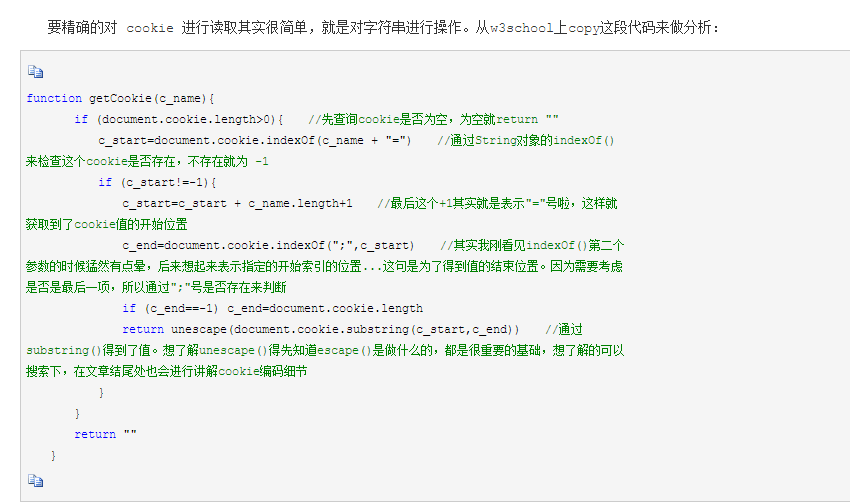 要精确的对 cookie 进行读取其实很简单，就是对字符串进行操作。从w3school上copy这段代码来做分析：
function getCookie(c_name){
if (document.cookie.length>0){ //先查询cookie是否为空，为空就return ""
c_start=document.cookie.indexOf(c_name + "=") //通过String对象的indexOf()
来检查这个cookie是否存在，不存在就为 -1
if (c_start!=-1){
c_start=c_start + c_name.length+1 //最后这个+1其实就是表示"="号啦，这样就
获取到了cookie值的开始位置
c_end=document.cookie.indexOf(";",c_start) //其实我刚看见indexOf()第二个
参数的时候猛然有点晕，后来想起来表示指定的开始索引的位置...这句是为了得到值的结束位置。因为需要考虑
是否是最后一项，所以通过";"号是否存在来判断
if (c_end==-1) c_end=document.cookie.length
return unescape(document.cookie.substring(c_start,c_end)) //通过
substring()得到了值。想了解unescape()得先知道escape()是做什么的，都是很重要的基础，想了解的可以
搜索下，在文章结尾处也会进行讲解cookie编码细节
}
}
return ""
}